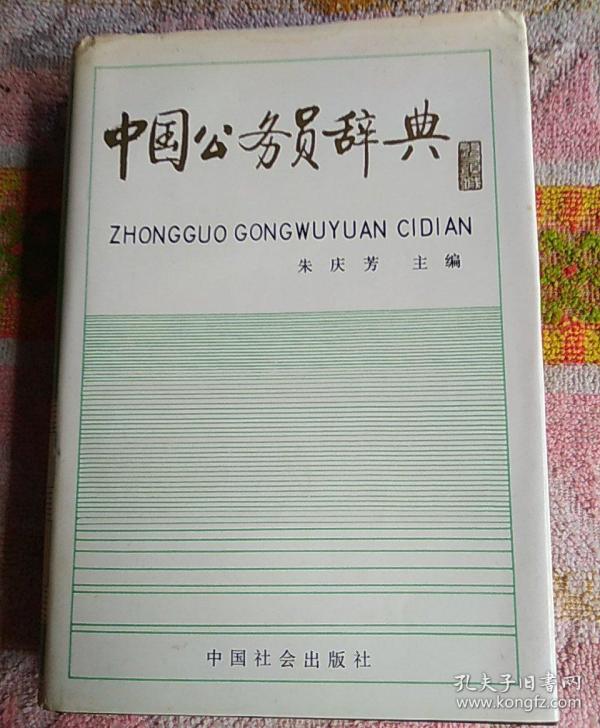 中国公务员辞典
ZHONGGUO GONGWUYUAN CIDIAN
朱庆芳 主编
中国社会出版社
孔夫子旧书网
www.kongfz.com